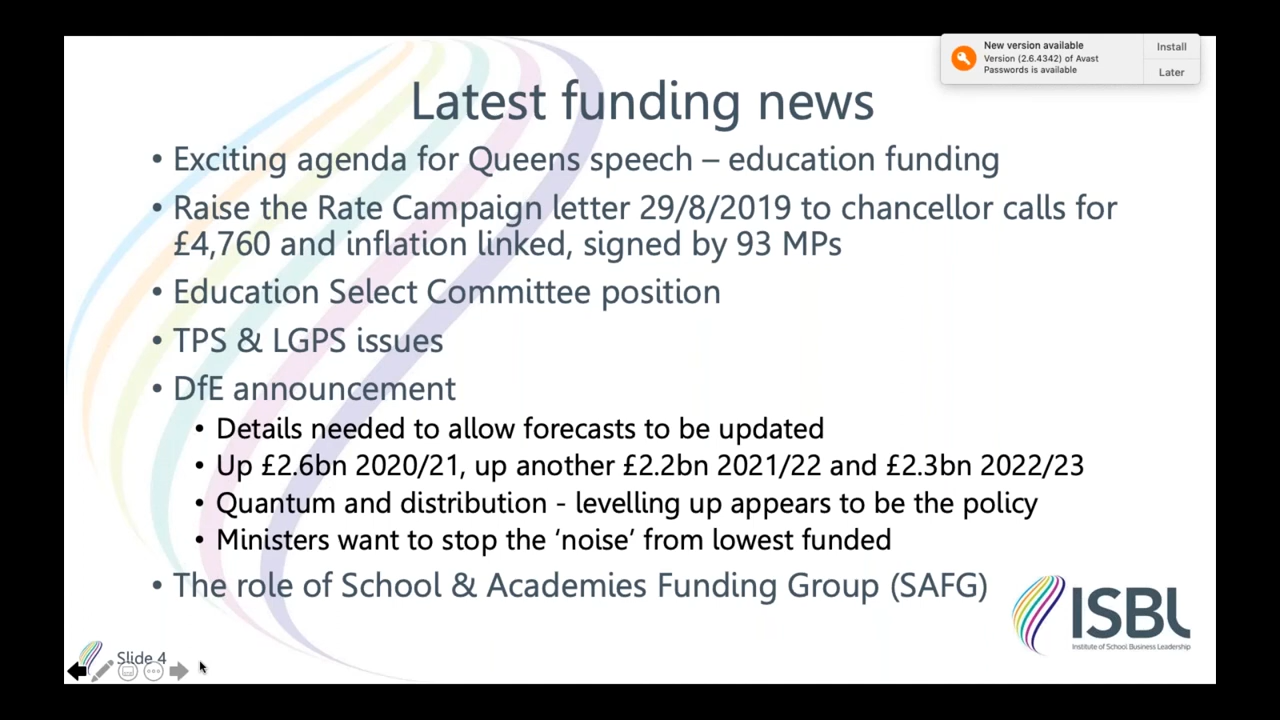 New version available
Version (2.6.4342) of Avast
Passwords is available
Install
Later
Latest funding news
• Exciting agenda for Queens speech – education funding
• Raise the Rate Campaign letter 29/8/2019 to chancellor calls for
£4,760 and inflation linked, signed by 93 MPs
• Education Select Committee position
• TPS & LGPS issues
• DfE announcement
• Details needed to allow forecasts to be updated
• Up £2.6bn 2020/21, up another £2.2bn 2021/22 and £2.3bn 2022/23
• Quantum and distribution - levelling up appears to be the policy
• Ministers want to stop the ‘noise’ from lowest funded
• The role of School & Academies Funding Group (SAFG)
ISBL
Institute of School Business Leadership
Slide 4